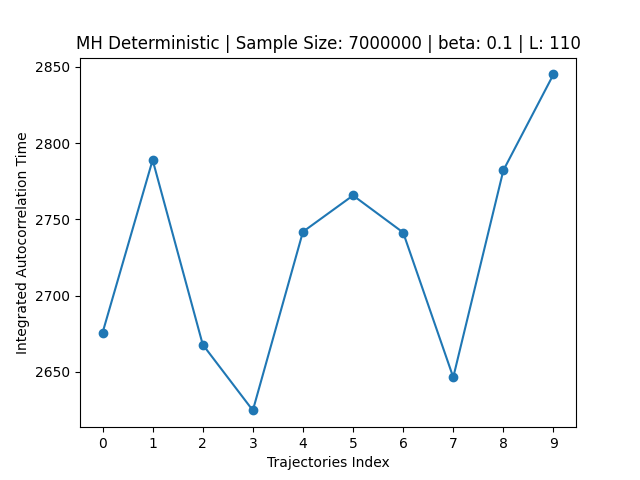 MH Deterministic | Sample Size: 7000000 | beta: 0.1 | L: 110
Integrated Autocorrelation Time
2850
2800
2750
2700
2650
0 1 2 3 4 5 6 7 8 9
Trajectories Index